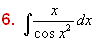 6. ∫ x / cos x² dx